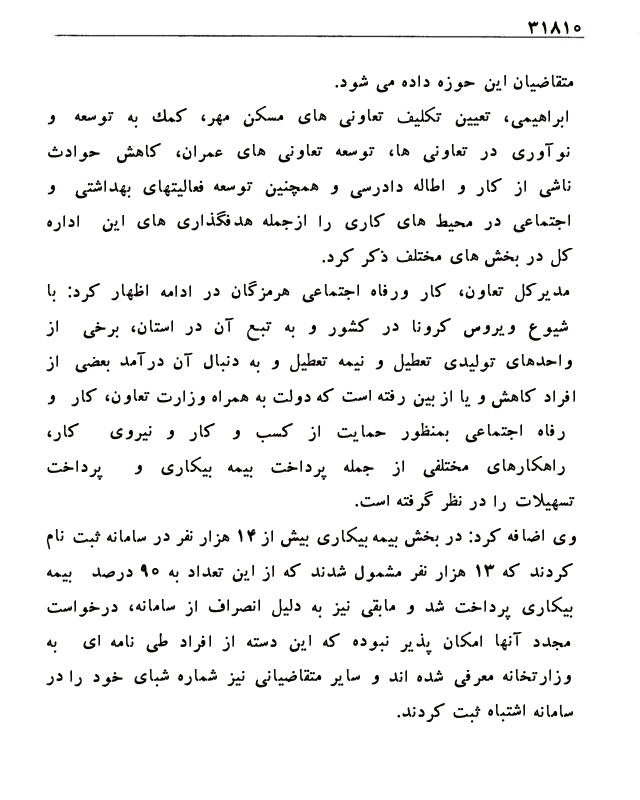 ۳۱۸۱۰
متقاضیان این حوزه داده می شود.
ابراهیمی، تعیین تکلیف تعاونی های مسکن مهر، کمك به توسعه و
نوآوری در تعاونی ها، توسعه تعاونی های عمران، کاهش حوادث
ناشی از کار و اطاله دادرسی و همچنین توسعه فعالیتهای بهداشتی و
اجتماعی در محیط های کاری را ازجمله هدفگذاری های این اداره
کل در بخش های مختلف ذکر کرد.
مدیرکل تعاون، کار ورفاه اجتماعی هرمزگان در ادامه اظهار کرد: با
شیوع ویروس کرونا در کشور و به تبع آن در استان، برخی از
واحدهای تولیدی تعطیل و نیمه تعطیل و به دنبال آن درآمد بعضی از
افراد کاهش و یا از بین رفته است که دولت به همراه وزارت تعاون، کار و
رفاه اجتماعی بمنظور حمایت از کسب و کار و نیروی کار،
راهکارهای مختلفی از جمله پرداخت بیمه بیکاری و پرداخت
تسهیلات را در نظر گرفته است.
وی اضافه کرد: در بخش بیمه بیکاری بیش از ۱۴ هزار نفر در سامانه ثبت نام
کردند که ۱۳ هزار نفر مشمول شدند که از این تعداد به ۹۰ درصد بیمه
بیکاری پرداخت شد و مابقی نیز به دلیل انصراف از سامانه، درخواست
مجدد آنها امکان پذیر نبوده که این دسته از افراد طی نامه ای به
وزارتخانه معرفی شده اند و سایر متقاضیانی نیز شماره شبای خود را در
سامانه اشتباه ثبت کردند.